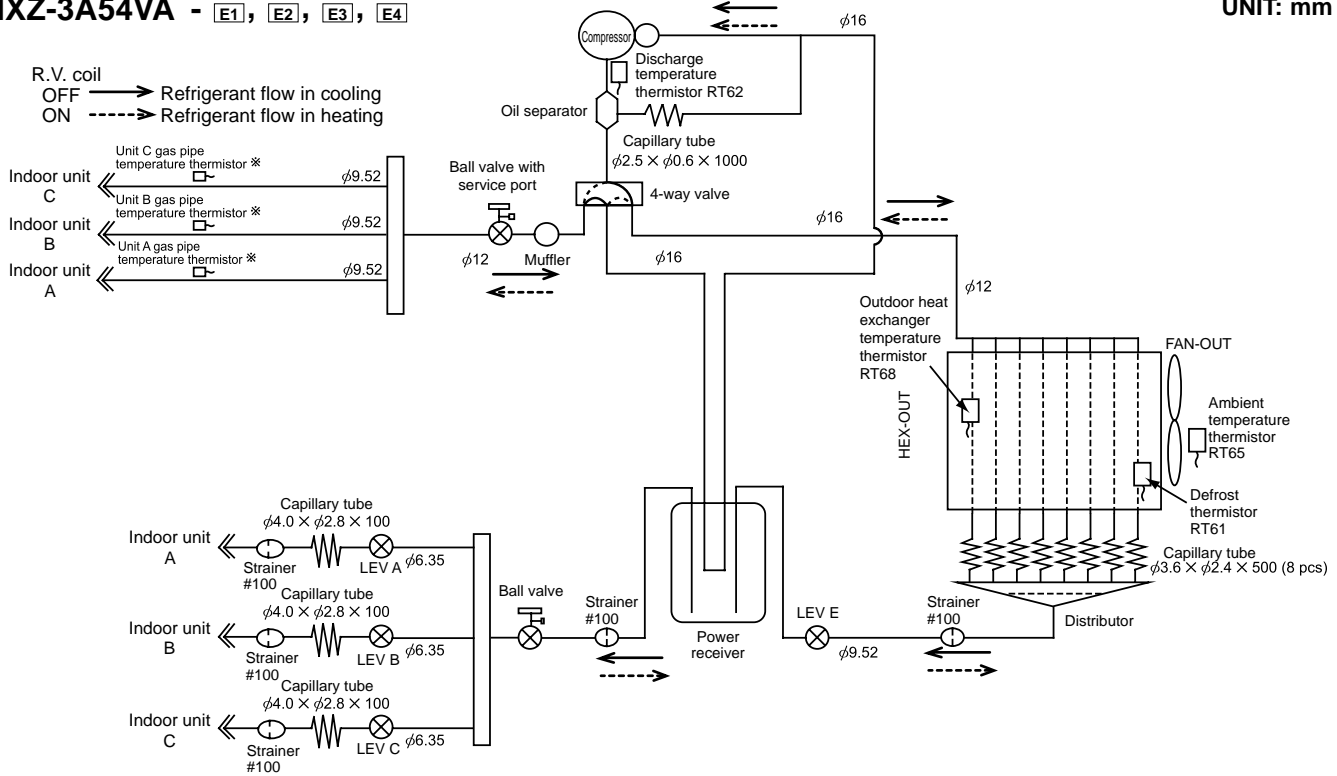 MXZ-3A54VA - E1, E2, E3, E4
UNIT: mm
R.V. coil
OFF Refrigerant flow in cooling
ON Refrigerant flow in heating
Compressor
φ16
Discharge
temperature
thermistor RT62
Oil separator
Capillary tube
φ2.5 × φ0.6 × 1000
4-way valve
Unit C gas pipe
temperature thermistor ※
Indoor unit
C
φ9.52
Unit B gas pipe
temperature thermistor ※
Indoor unit
B
φ9.52
Unit A gas pipe
temperature thermistor ※
Indoor unit
A
φ9.52
Ball valve with
service port
φ12
Muffler
φ16
φ16
φ12
Outdoor heat
exchanger
temperature
thermistor
RT68
HEX-OUT
FAN-OUT
Ambient
temperature
thermistor
RT65
Defrost
thermistor
RT61
Capillary tube
φ3.6 × φ2.4 × 500 (8 pcs)
Distributor
Strainer
#100
φ9.52
LEV E
Power
receiver
Strainer
#100
Ball valve
Capillary tube
φ4.0 × φ2.8 × 100
Indoor unit
A
Strainer
#100
LEV A
φ6.35
Capillary tube
φ4.0 × φ2.8 × 100
Indoor unit
B
Strainer
#100
LEV B
φ6.35
Capillary tube
φ4.0 × φ2.8 × 100
Indoor unit
C
Strainer
#100
LEV C
φ6.35